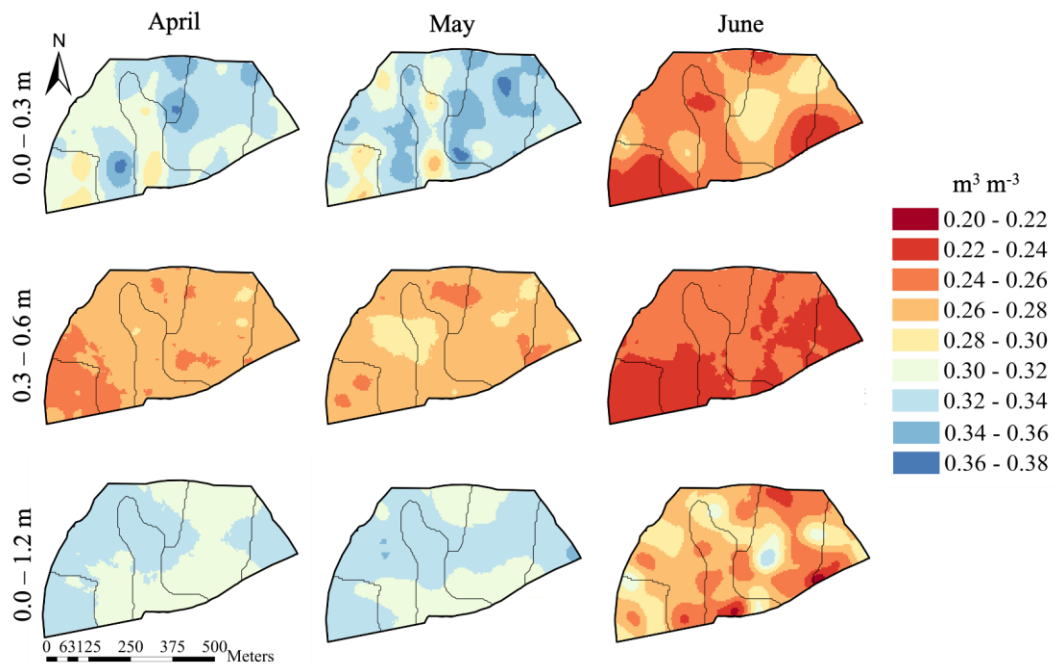 April
May
June
N
0.0 – 0.3 m
0.3 – 0.6 m
0.0 – 1.2 m
m³ m⁻³
0.20 - 0.22
0.22 - 0.24
0.24 - 0.26
0.26 - 0.28
0.28 - 0.30
0.30 - 0.32
0.32 - 0.34
0.34 - 0.36
0.36 - 0.38
0 63125 250 375 500
Meters